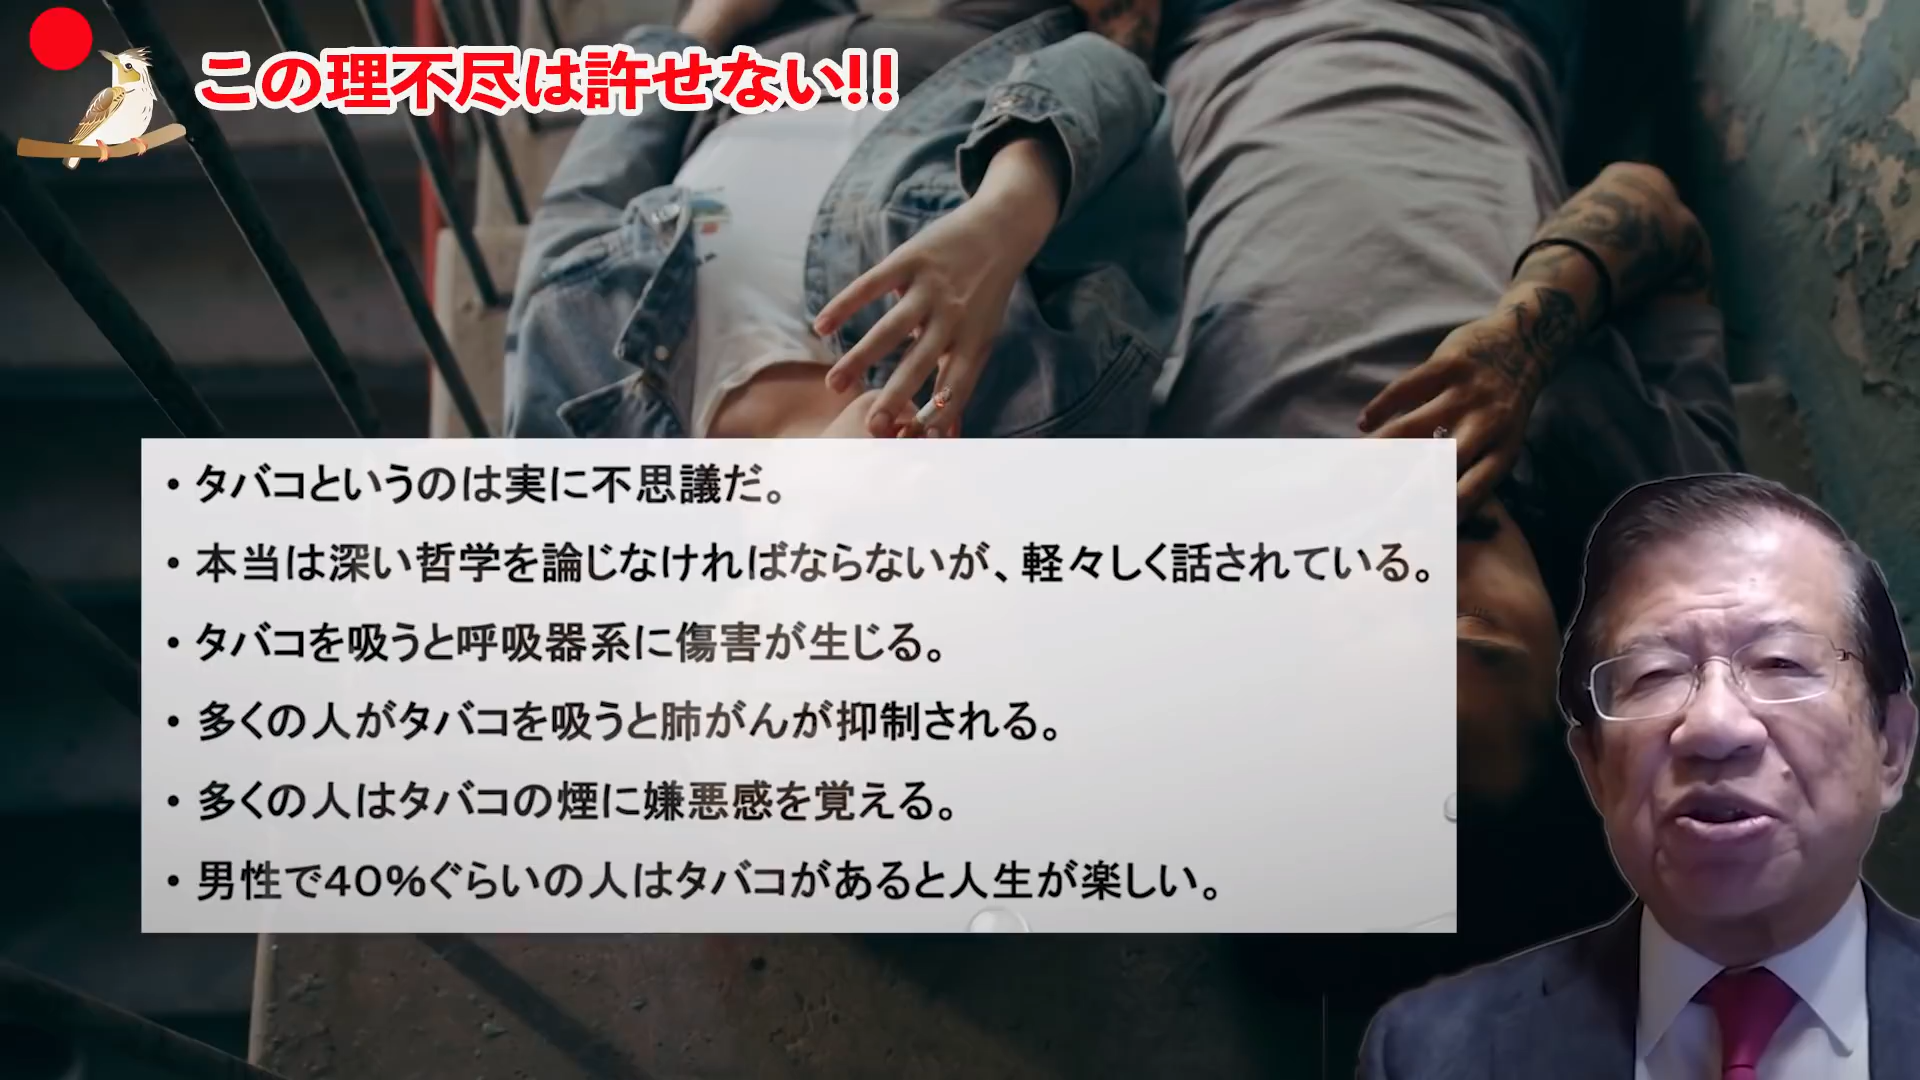 この理不尽は許せない!!
• タバコというのは実に不思議だ。
• 本当は深い哲学を論じなければならないが、軽々しく話されている。
• タバコを吸うと呼吸器系に傷害が生じる。
• 多くの人がタバコを吸うと肺がんが抑制される。
• 多くの人はタバコの煙に嫌悪感を覚える。
• 男性で40%ぐらいの人はタバコがあると人生が楽しい。